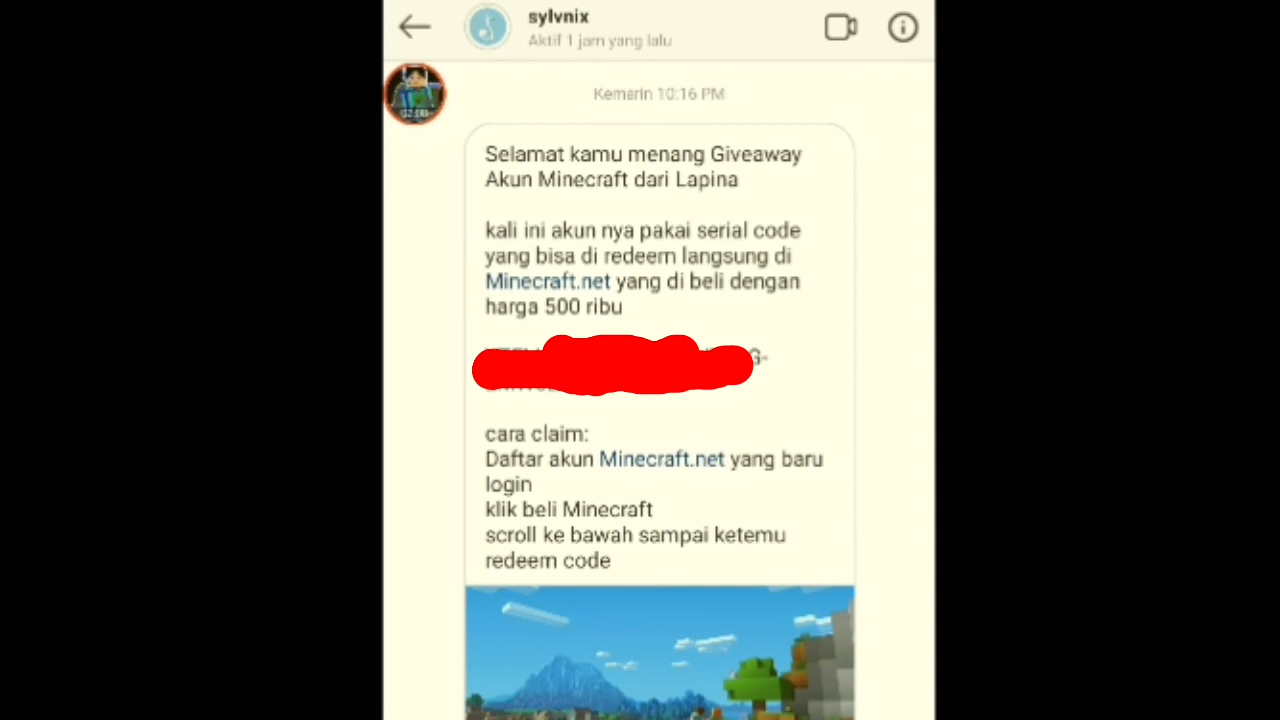 sylvnix
Aktif 1 jam yang lalu
Kemarin 10:16 PM
Selamat kamu menang Giveaway
Akun Minecraft dari Lapina
kali ini akun nya pakai serial code
yang bisa di redeem langsung di
Minecraft.net yang di beli dengan
harga 500 ribu
cara claim:
Daftar akun Minecraft.net yang baru
login
klik beli Minecraft
scroll ke bawah sampai ketemu
redeem code